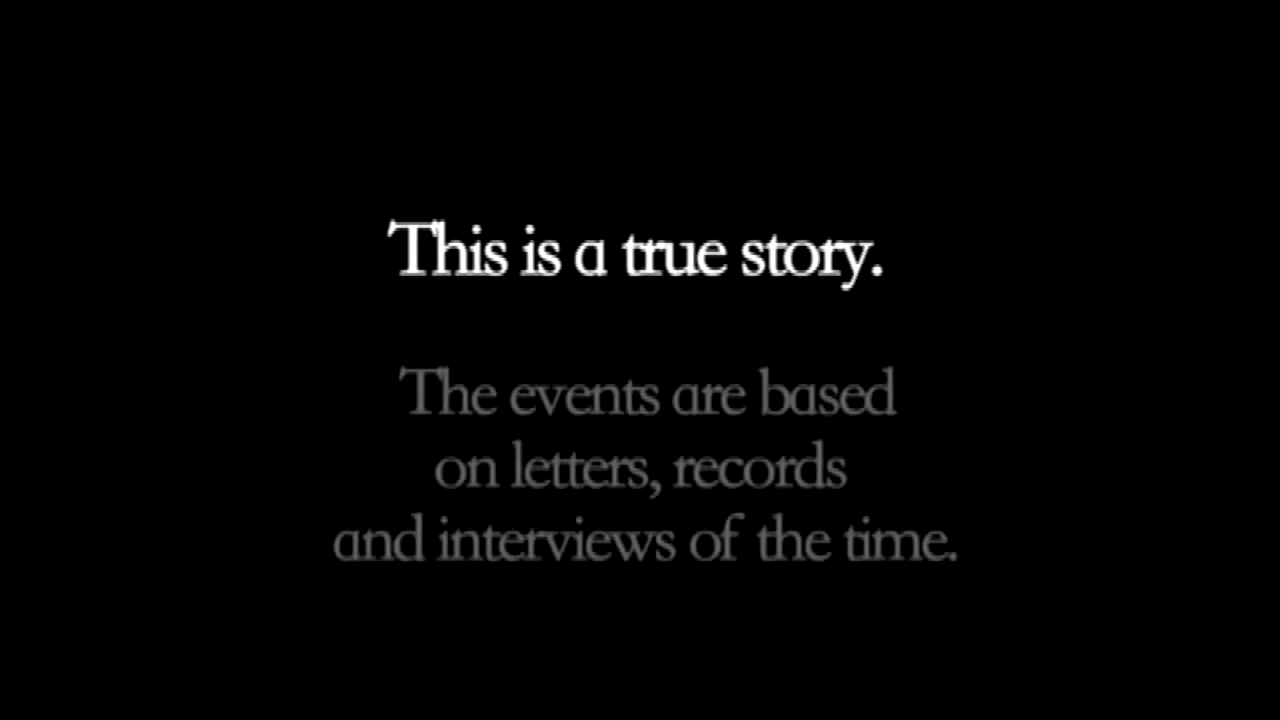 This is a true story.
The events are based
on letters, records
and interviews of the time.